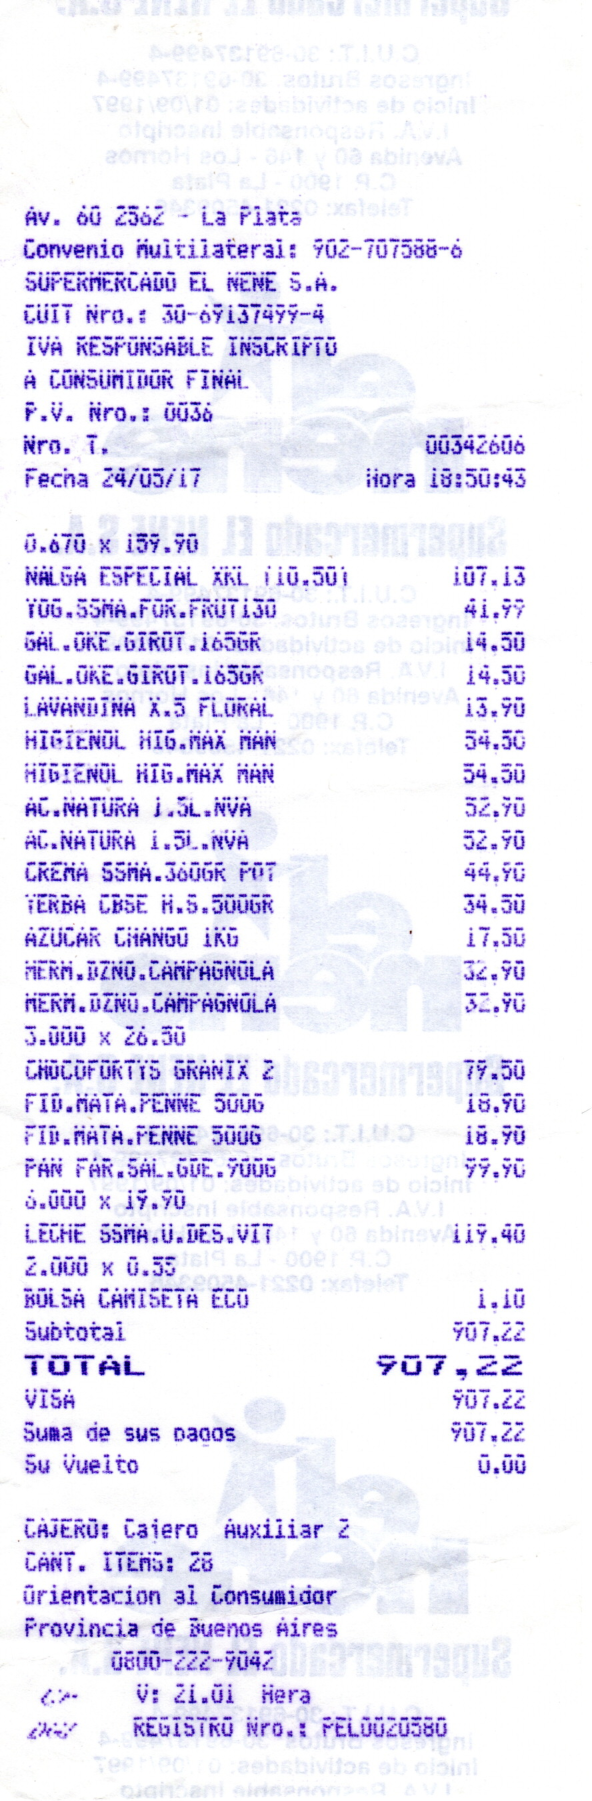 Av. 60 2362 - La Plata
Convenio Multilateral: 902-707588-6
SUPERMERCADO EL NENE S.A.
CUIT Nro.: 30-69137499-4
IVA RESPONSABLE INSCRIPTO
A CONSUMIDOR FINAL
P.V. Nro.: 0036
Nro. T. 00342606
Fecha 24/05/17 Hora 18:50:43
0.670 x 159.90
NALGA ESPECIAL XKL (10.50) 107.13
YOG.SSMA.FOR.FRUT130 41.99
GAL.OKE.GIROT.165GR 14.50
GAL.OKE.GIROT.165GR 14.50
LAVANDINA X.5 FLORAL 13.90
HIGIENOL HIG.MAX MAN 54.50
HIGIENOL HIG.MAX MAN 54.50
AC.NATURA 1.5L.NVA 52.90
AC.NATURA 1.5L.NVA 52.90
CREMA SSMA.360GR POT 44.90
YERBA CBSE H.S.500GR 34.50
AZUCAR CHANGO 1KG 17.50
MERM.DZNO.CAMPAGNOLA 32.90
MERM.DZNO.CAMPAGNOLA 32.90
3.000 x 26.50
CHOCOFORTIS GRANIX 2 79.50
FID.MATA.PENNE 500G 18.90
FID.MATA.PENNE 500G 18.90
PAN FAR.SAL.GDE.900G 99.90
6.000 x 19.90
LECHE SSMA.U.DES.VIT 119.40
2.000 x 0.55
BOLSA CAMISETA ECO 1.10
Subtotal 907.22
TOTAL 907,22
VISA 907.22
Suma de sus pagos 907.22
Su Vuelto 0.00
CAJERO: Cajero Auxiliar 2
CANT. ITEMS: 28
Orientacion al Consumidor
Provincia de Buenos Aires
0800-222-9042
V: 21.01 Hera
REGISTRO Nro.: PEL0020580